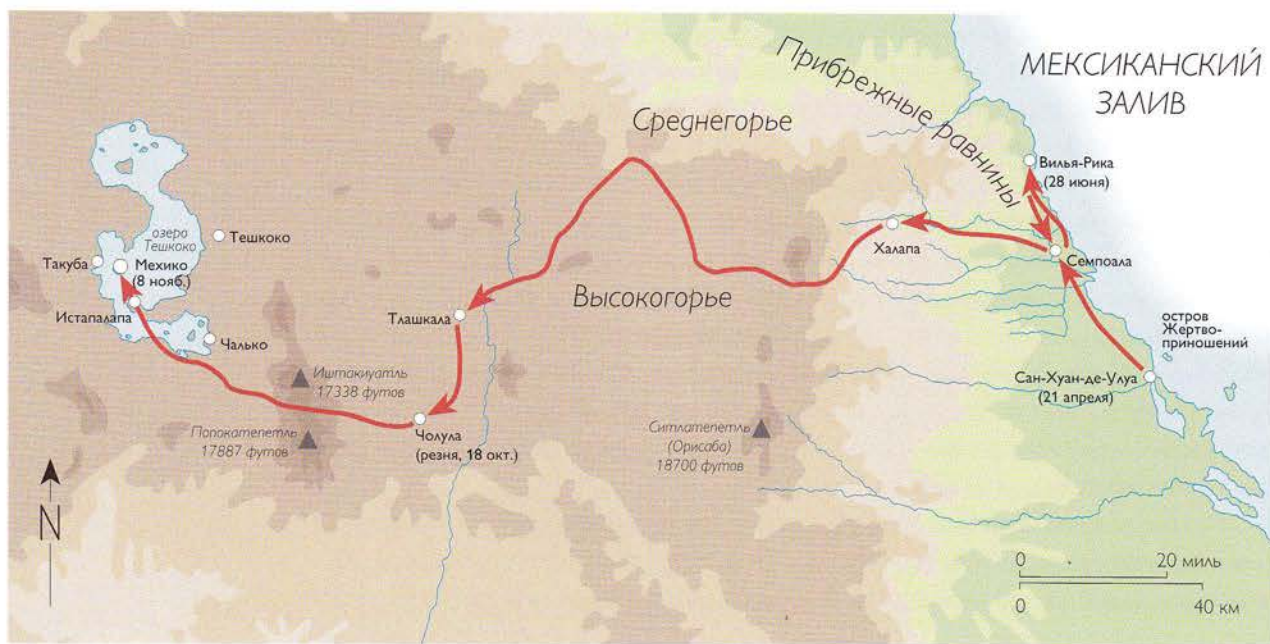 МЕКСИКАНСКИЙ
ЗАЛИВ
Прибрежные равнины
Среднегорье
Вилья-Рика
(28 июня)
озеро
Тешкоко
Тешкоко
Такуба
Мехико
(8 нояб.)
Халапа
Семпоала
Истапалапа
Высокогорье
Тлашкала
Чалько
остров
Жертво-
приношений
Иштакиуатль
17338 футов
Сан-Хуан-де-Улуа
(21 апреля)
Попокатепетль
17887 футов
Чолула
(резня, 18 окт.)
Ситлатепетль
(Орисаба)
18700 футов
N
0 20 миль
0 40 км